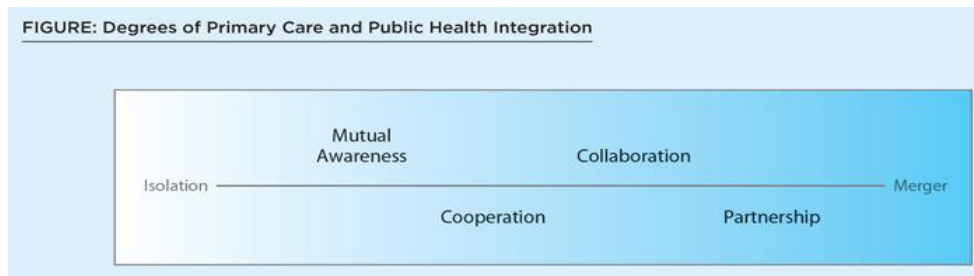 FIGURE: Degrees of Primary Care and Public Health Integration
Mutual
Awareness
Collaboration
Isolation
Merger
Cooperation
Partnership